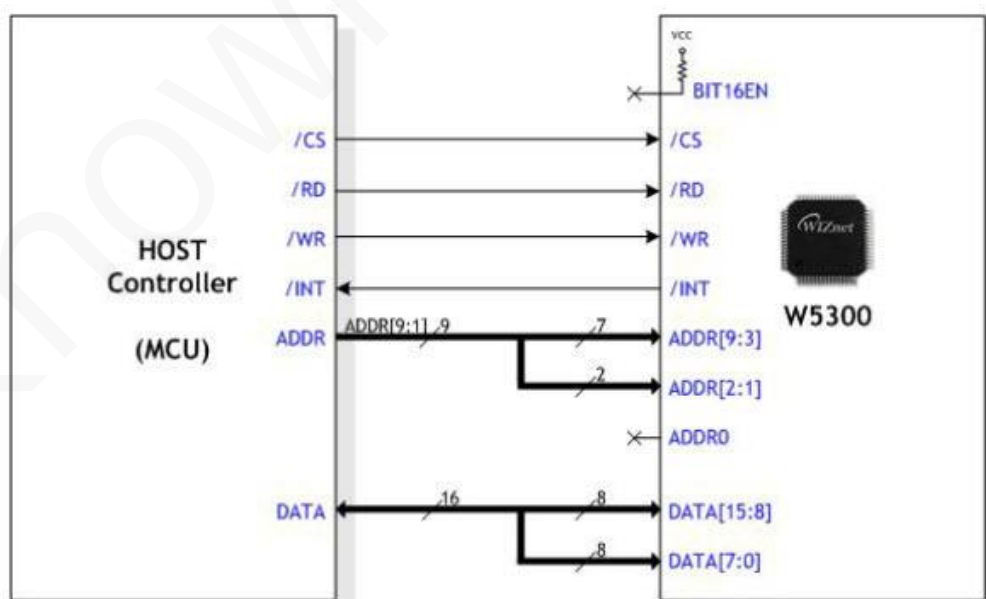 vcc
BIT16EN
/CS
/CS
/RD
/RD
/WR
/WR
HOST
Controller
(MCU)
/INT
/INT
WIZnet
W5300
ADDR
ADDR[9:1]
9
7
ADDR[9:3]
2
ADDR[2:1]
ADDR0
DATA
16
8
DATA[15:8]
8
DATA[7:0]